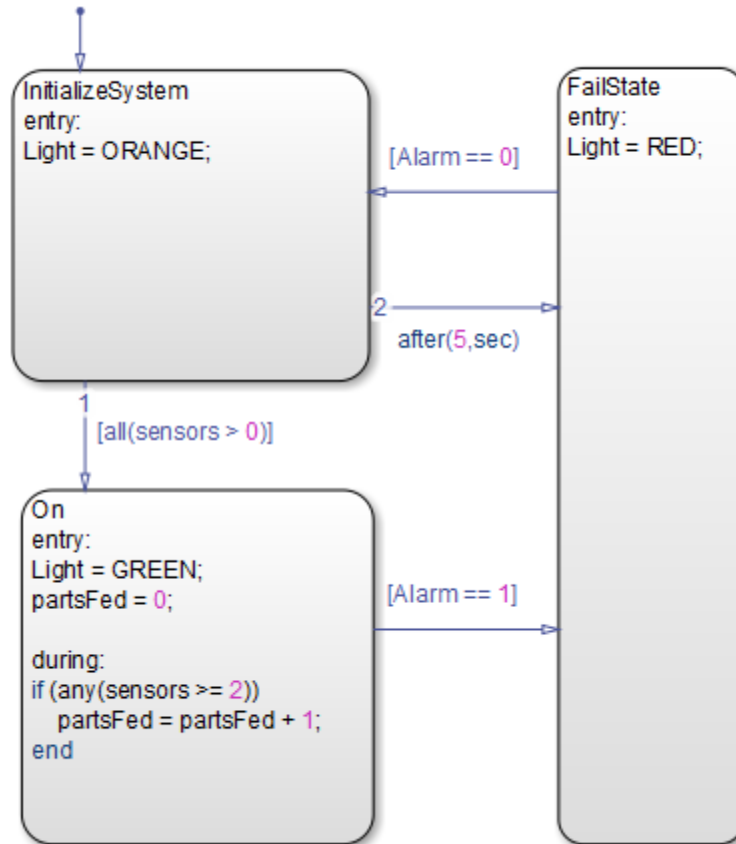 InitializeSystem
entry:
Light = ORANGE;
FailState
entry:
Light = RED;
[Alarm == 0]
2
after(5,sec)
1
[all(sensors > 0)]
On
entry:
Light = GREEN;
partsFed = 0;
during:
if (any(sensors >= 2))
partsFed = partsFed + 1;
end
[Alarm == 1]